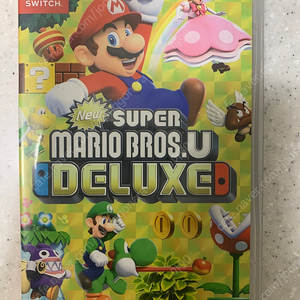 SWITCH.
New SUPER
MARIO BROS. U
DELUXE